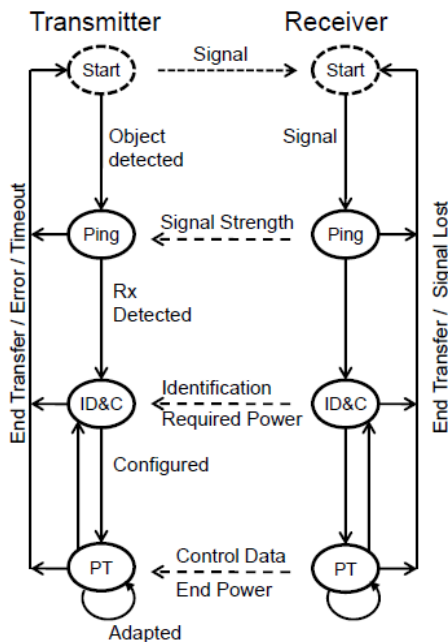 Transmitter
Receiver
Start
Signal
Start
Object
detected
Signal
Ping
Signal Strength
Ping
Rx
Detected
End Transfer / Error / Timeout
End Transfer / Signal Lost
ID&C
Identification
Required Power
ID&C
Configured
PT
Control Data
End Power
PT
Adapted